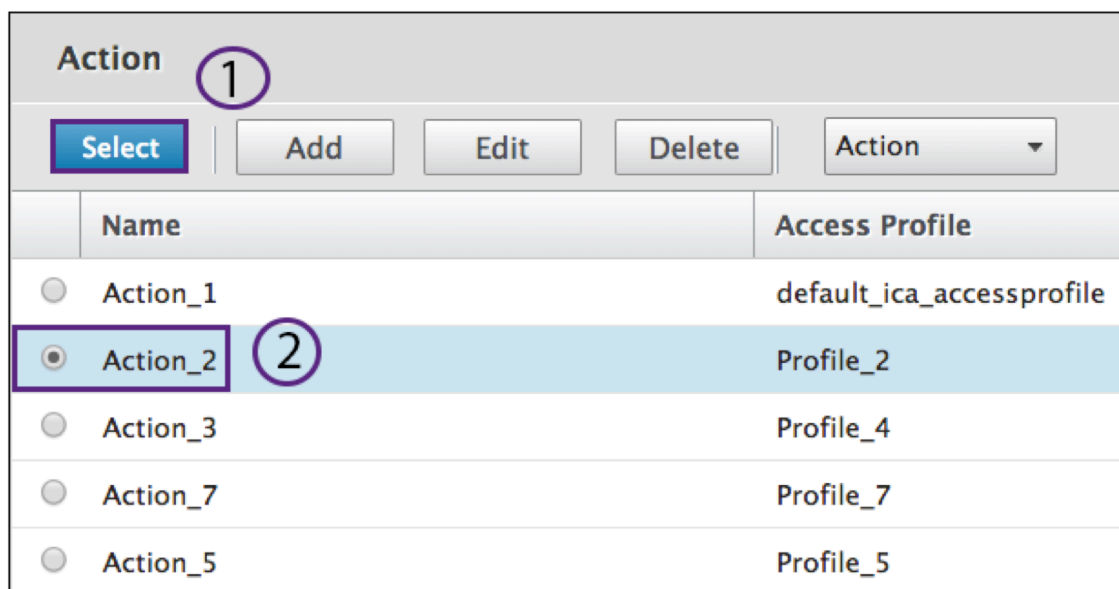 Action
1
Select Add Edit Delete Action
Name Access Profile
Action_1 default_ica_accessprofile
Action_2 2 Profile_2
Action_3 Profile_4
Action_7 Profile_7
Action_5 Profile_5